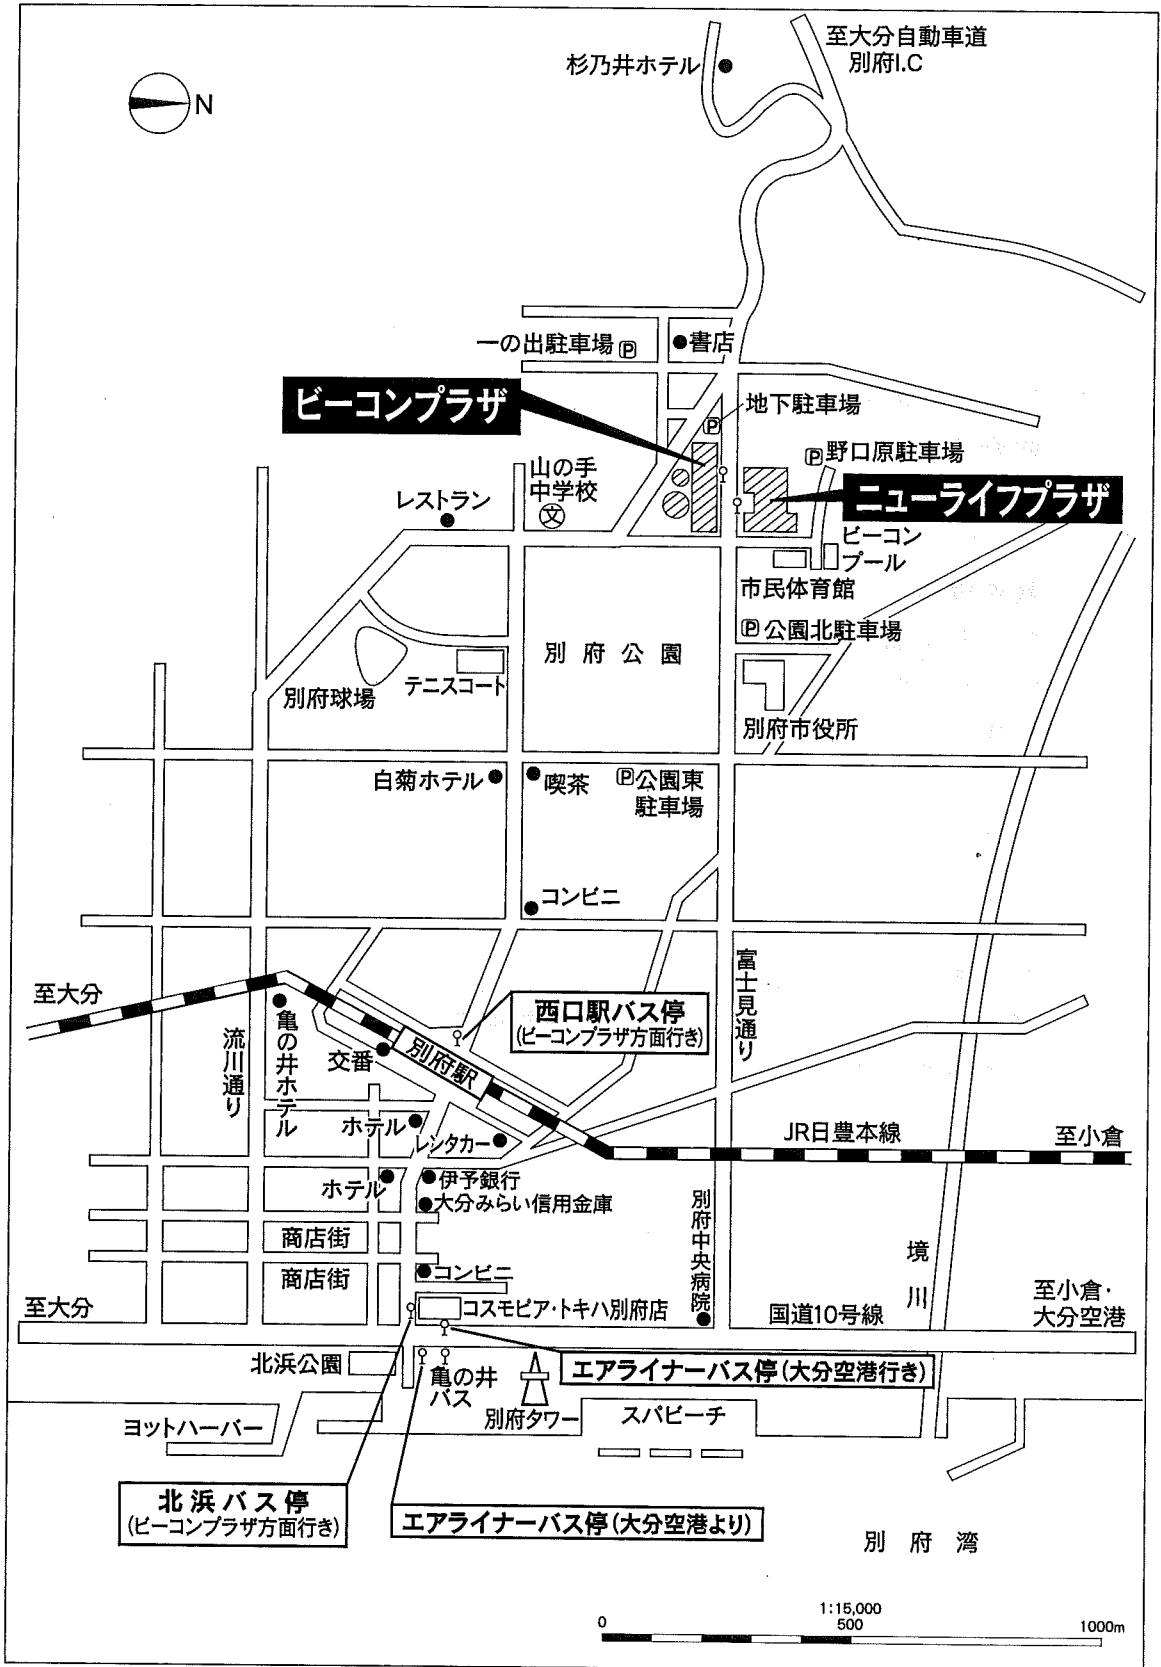 至大分自動車道
別府I.C
杉乃井ホテル
N
一の出駐車場
P
書店
ビーコンプラザ
地下駐車場
P
P
野口原駐車場
山の手
中学校
文
レストラン
ニューライフプラザ
ビーコン
プール
市民体育館
P
公園北駐車場
別府公園
別府球場
テニスコート
別府市役所
白菊ホテル
喫茶
P
公園東
駐車場
コンビニ
富士見通り
至大分
西口駅バス停
(ビーコンプラザ方面行き)
流川通り
亀の井ホテル
交番
別府駅
ホテル
レンタカー
JR日豊本線
至小倉
ホテル
伊予銀行
大分みらい信用金庫
別府中央病院
商店街
商店街
コンビニ
境川
至大分
コスモピア・トキハ別府店
国道10号線
至小倉・
大分空港
北浜公園
亀の井
バス
エアライナーバス停(大分空港行き)
別府タワー
スパビーチ
ヨットハーバー
北浜バス停
(ビーコンプラザ方面行き)
エアライナーバス停(大分空港より)
別府湾
1:15,000
0
500
1000m